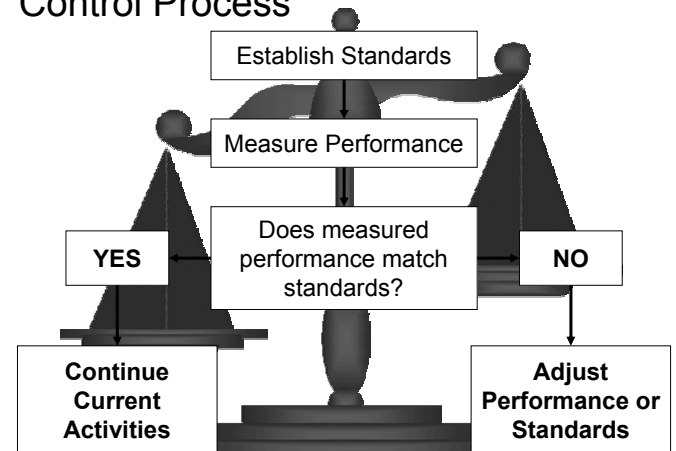 Control Process
Establish Standards
Measure Performance
Does measured
performance match
standards?
YES
NO
Continue
Current
Activities
Adjust
Performance or
Standards